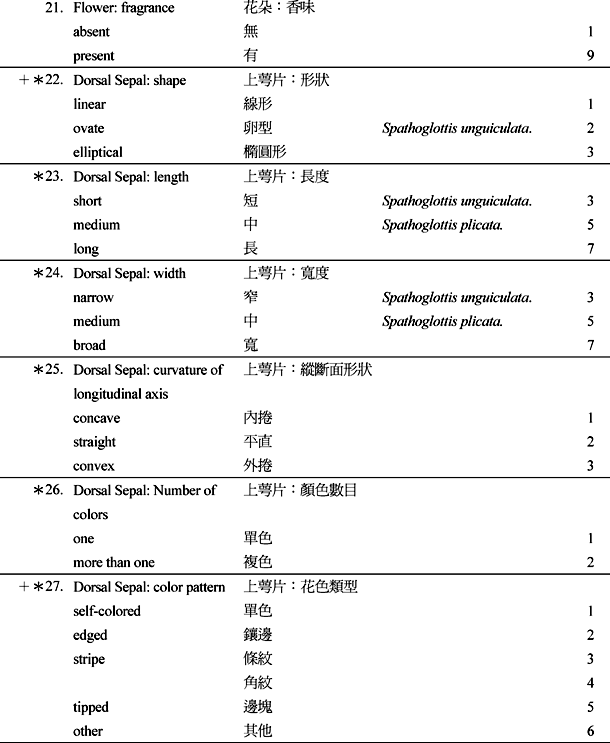 21. Flower: fragrance 花朵：香味
absent 無 1
present 有 9
＋＊22. Dorsal Sepal: shape 上萼片：形狀
linear 線形 1
ovate 卵型 Spathoglottis unguiculata. 2
elliptical 橢圓形 3
＊23. Dorsal Sepal: length 上萼片：長度
short 短 Spathoglottis unguiculata. 3
medium 中 Spathoglottis plicata. 5
long 長 7
＊24. Dorsal Sepal: width 上萼片：寬度
narrow 窄 Spathoglottis unguiculata. 3
medium 中 Spathoglottis plicata. 5
broad 寬 7
＊25. Dorsal Sepal: curvature of 上萼片：縱斷面形狀
longitudinal axis
concave 內捲 1
straight 平直 2
convex 外捲 3
＊26. Dorsal Sepal: Number of 上萼片：顏色數目
colors
one 單色 1
more than one 複色 2
＋＊27. Dorsal Sepal: color pattern 上萼片：花色類型
self-colored 單色 1
edged 鑲邊 2
stripe 條紋 3
角紋 4
tipped 邊塊 5
other 其他 6